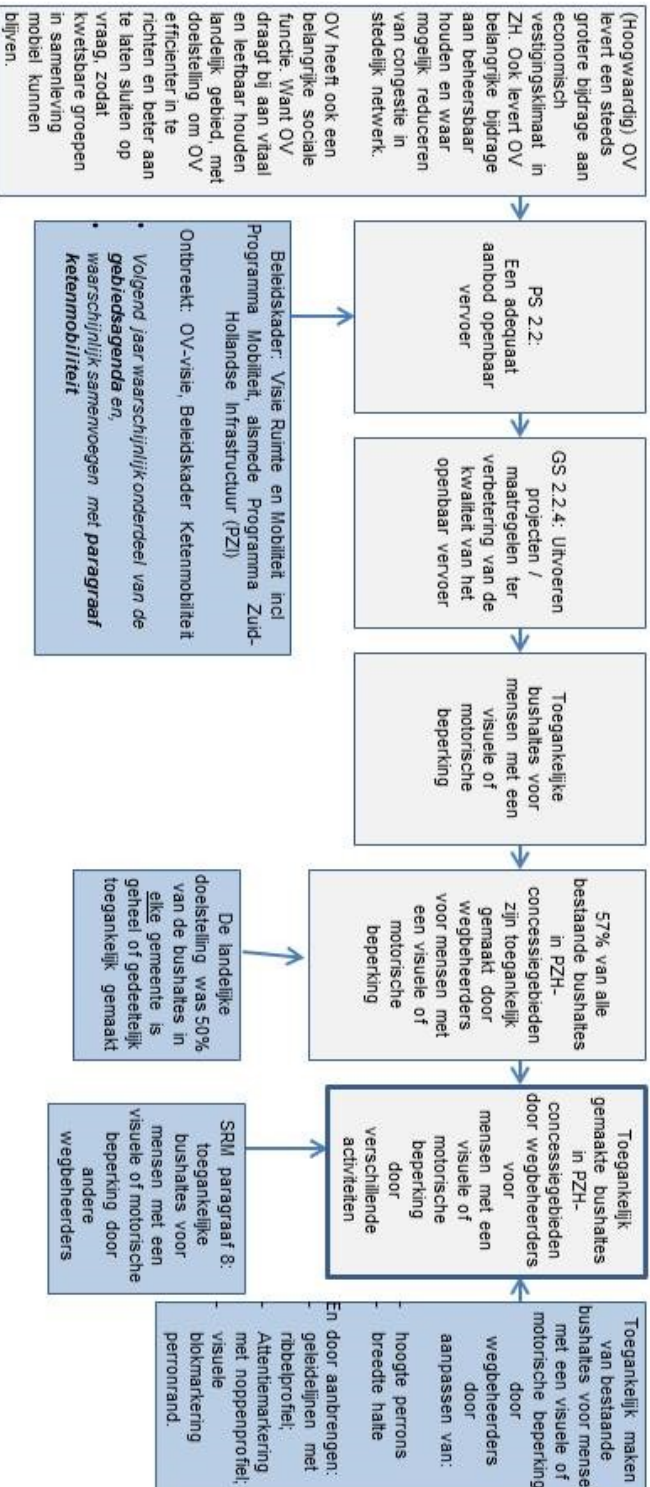 (Hoogwaardig) OV
levert een steeds
grotere bijdrage aan
economisch
vestigingsklimaat in
ZH. Ook levert OV
belangrijke bijdrage
aan beheersbaar
houden en waar
mogelijk reduceren
van congestie in
stedelijk netwerk.
OV heeft ook een
belangrijke sociale
functie. Want OV
draagt bij aan vitaal
en leefbaar houden
landelijk gebied, met
doelstelling om OV
efficienter in te
richten en beter aan
te laten sluiten op
vraag, zodat
kwetsbare groepen
in samenleving
mobiel kunnen
blijven.
PS 2.2:
Een adequaat
aanbod openbaar
vervoer
Beleidskader: Visie Ruimte en Mobiliteit incl
Programma Mobiliteit, alsmede Programma Zuid-
Hollandse Infrastructuur (PZI)
Ontbreekt: OV-visie, Beleidskader Ketenmobiliteit
• Volgend jaar waarschijnlijk onderdeel van de
gebiedsagenda en,
• waarschijnlijk samenvoegen met paragraaf
ketenmobiliteit
GS 2.2.4: Uitvoeren
projecten /
maatregelen ter
verbetering van de
kwaliteit van het
openbaar vervoer
Toegankelijke
bushaltes voor
mensen met een
visuele of
motorische
beperking
57% van alle
bestaande bushaltes
in PZH-
concessiegebieden
zijn toegankelijk
gemaakt door
wegbeheerders
voor mensen met
een visuele of
motorische
beperking
De landelijke
doelstelling was 50%
van de bushaltes in
elke gemeente is
geheel of gedeeltelijk
toegankelijk gemaakt
Toegankelijk
gemaakte bushaltes
in PZH-
concessiegebieden
door wegbeheerders
voor
mensen met een
visuele of
motorische
beperking
door
verschillende
activiteiten
SRM paragraaf 8:
toegankelijke
bushaltes voor
mensen met een
visuele of motorische
beperking door
andere
wegbeheerders
Toegankelijk maken
van bestaande
bushaltes voor mense
met een visuele of
motorische beperking
door
wegbeheerders
door
aanpassen van:
- hoogte perrons
- breedte halte
En door aanbrengen:
- geleidelijnen met
ribbelprofiel;
- Attentiemarkering
met noppenprofiel;
- visuele
blokmarkering
perronrand.